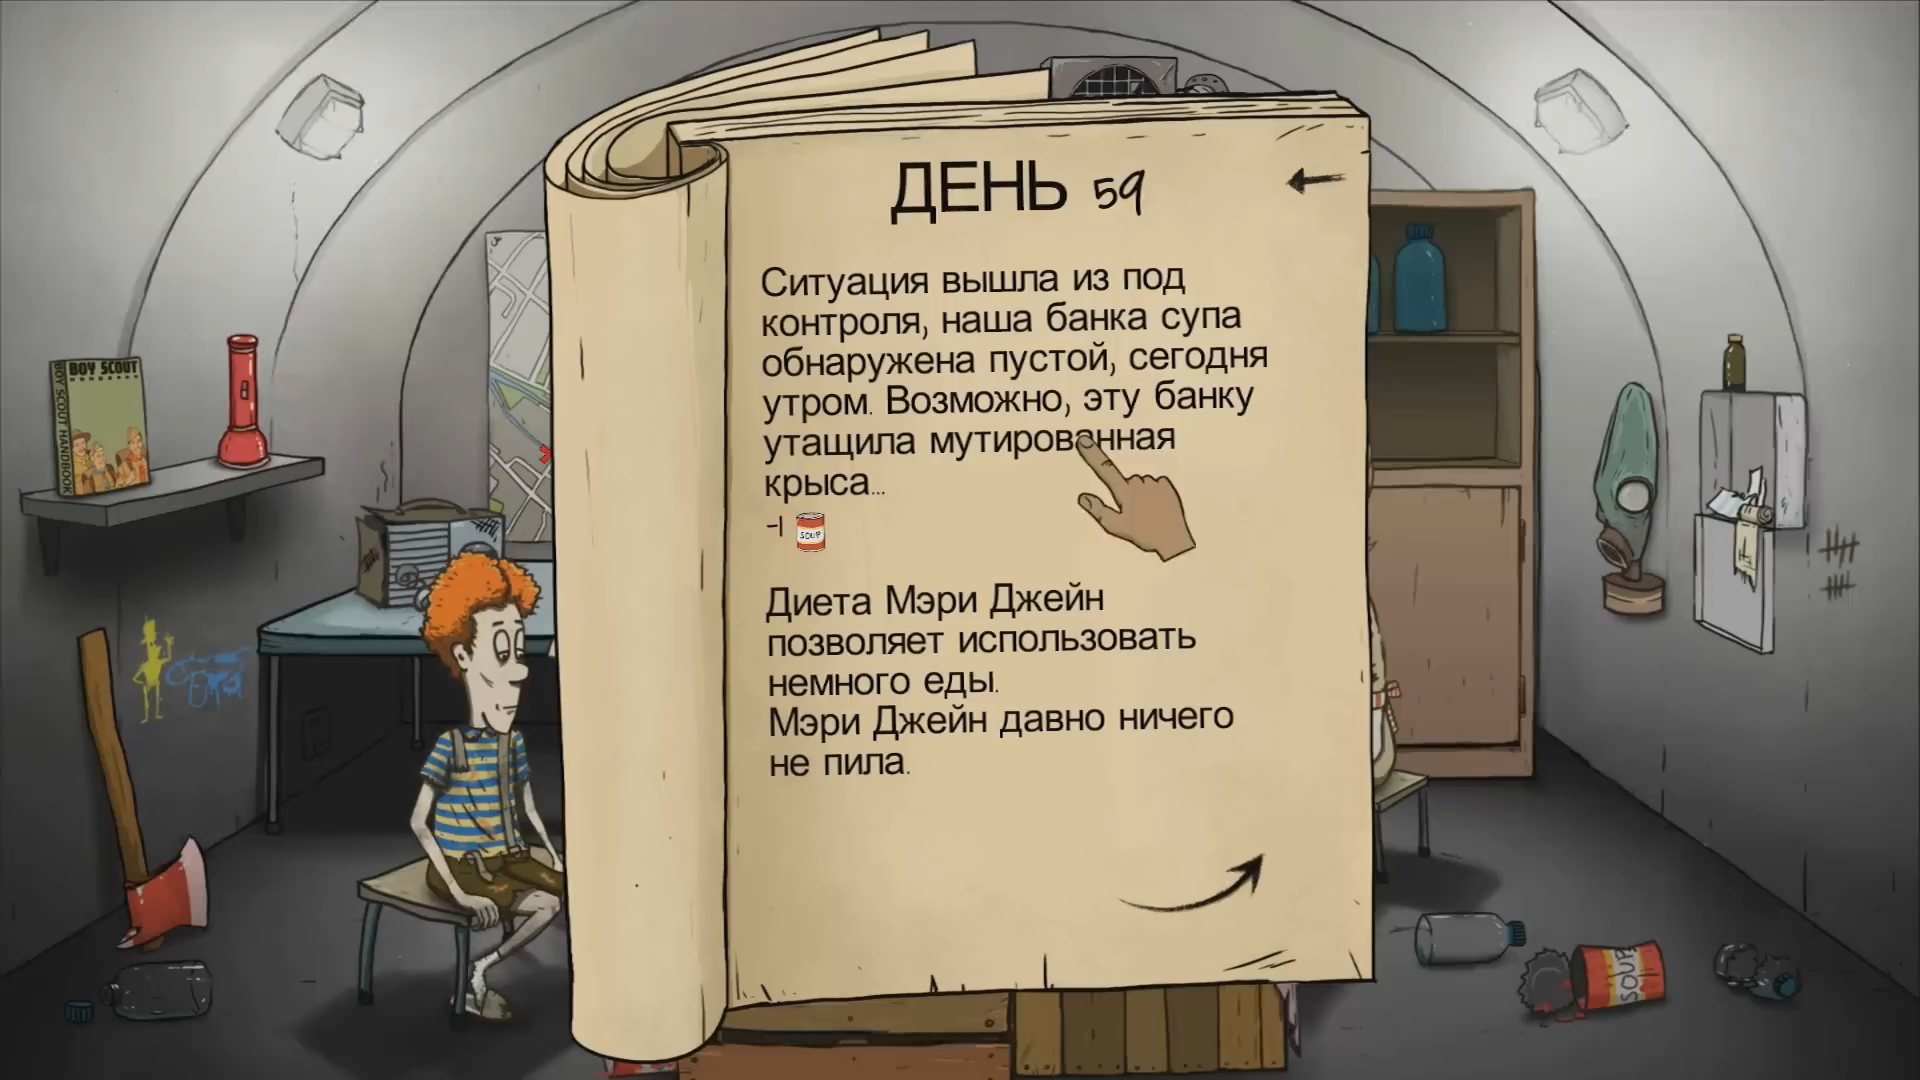 BOY SCOUT
BOY SCOUT HANDBOOK
ДЕНЬ 59
Ситуация вышла из под
контроля, наша банка супа
обнаружена пустой, сегодня
утром. Возможно, эту банку
утащила мутированная
крыса...
-1
SOUP
Диета Мэри Джейн
позволяет использовать
немного еды.
Мэри Джейн давно ничего
не пила.
SOUP